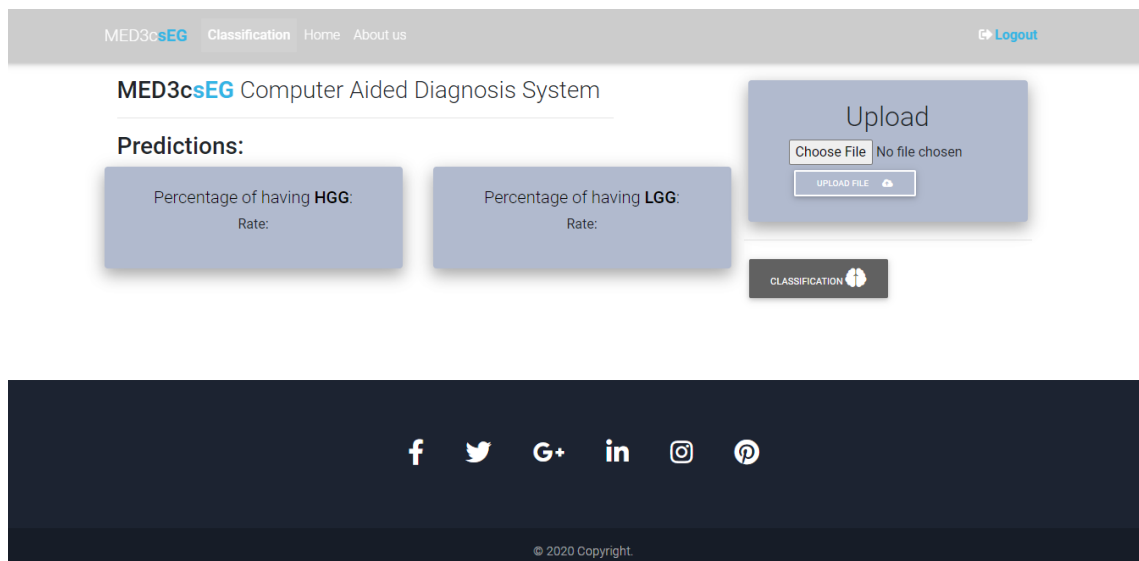 MED3csEG Classification Home About us Logout
MED3csEG Computer Aided Diagnosis System
Predictions:
Percentage of having HGG:
Rate:
Percentage of having LGG:
Rate:
Upload
Choose File No file chosen
UPLOAD FILE
CLASSIFICATION
© 2020 Copyright.